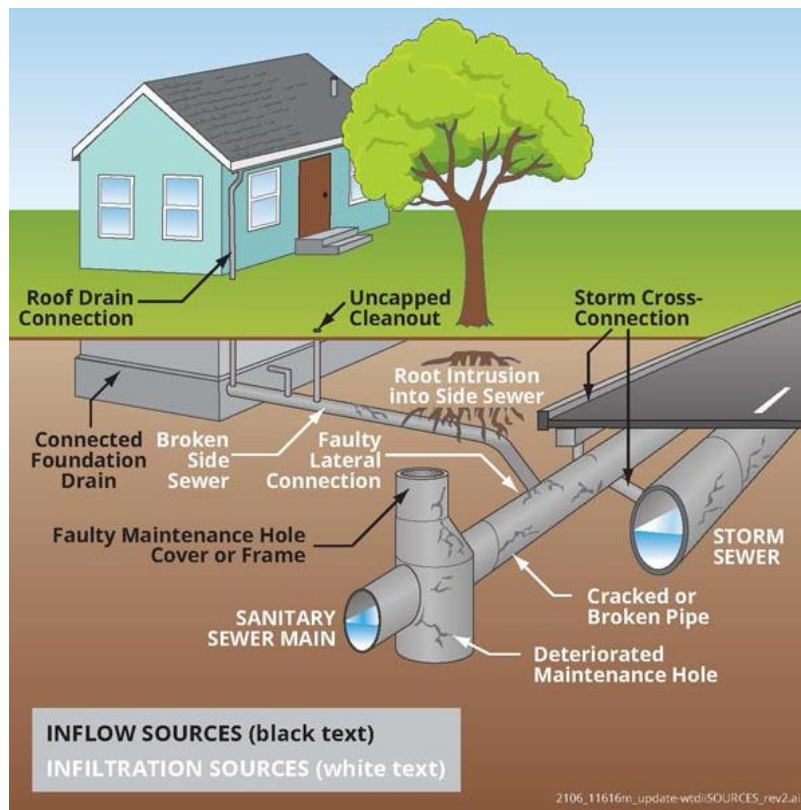 Roof Drain
Connection
Uncapped
Cleanout
Storm Cross-
Connection
Root Intrusion
into Side Sewer
Connected
Foundation
Drain
Broken
Side
Sewer
Faulty
Lateral
Connection
Faulty Maintenance Hole
Cover or Frame
STORM
SEWER
SANITARY
SEWER MAIN
Cracked or
Broken Pipe
Deteriorated
Maintenance Hole
INFLOW SOURCES (black text)
INFILTRATION SOURCES (white text)
2106_11616m_update-wtdiiSOURCES_rev2.ai